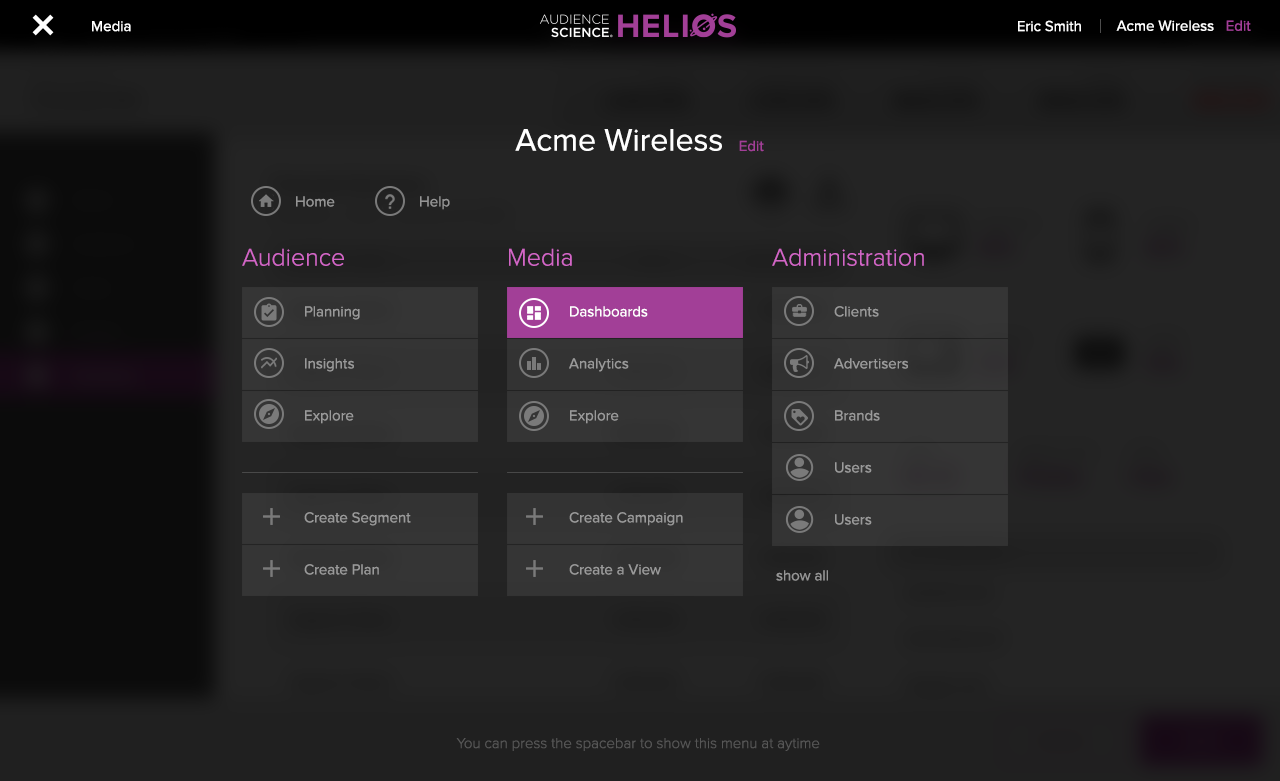 Media
AUDIENCE
SCIENCE. HELIOS
Eric Smith
Acme Wireless Edit
Acme Wireless Edit
Home
? Help
Audience
Planning
Insights
Explore
Create Segment
Create Plan
Media
Dashboards
Analytics
Explore
Create Campaign
Create a View
Administration
Clients
Advertisers
Brands
Users
Users
show all
You can press the spacebar to show this menu at aytime